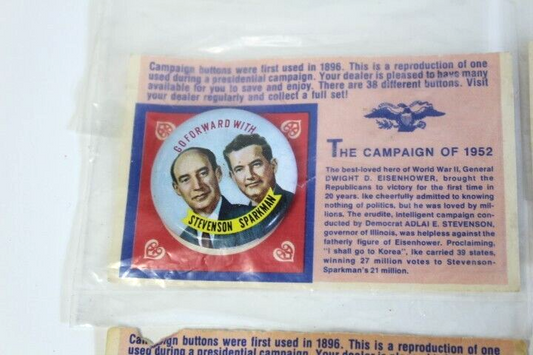 Campaign buttons were first used in 1896. This is a reproduction of one
used during a presidential campaign. Your dealer is pleased to have many
available for you to save and enjoy. There are 38 different buttons. Visit
your dealer regularly and collect a full set!
GO FORWARD WITH
STEVENSON SPARKMAN
THE CAMPAIGN OF 1952
The best-loved hero of World War II, General
DWIGHT D. EISENHOWER, brought the
Republicans to victory for the first time in
20 years. Ike cheerfully admitted to knowing
nothing of politics, but he was loved by mil-
lions. The erudite, intelligent campaign con-
ducted by Democrat ADLAI E. STEVENSON,
governor of Illinois, was helpless against the
fatherly figure of Eisenhower. Proclaiming,
"I shall go to Korea", Ike carried 39 states,
winning 27 million votes to Stevenson-
Sparkman's 21 million.
buttons were first used in 1896. This is a reproduction of one
used during a presidential campaign. Your dealer is